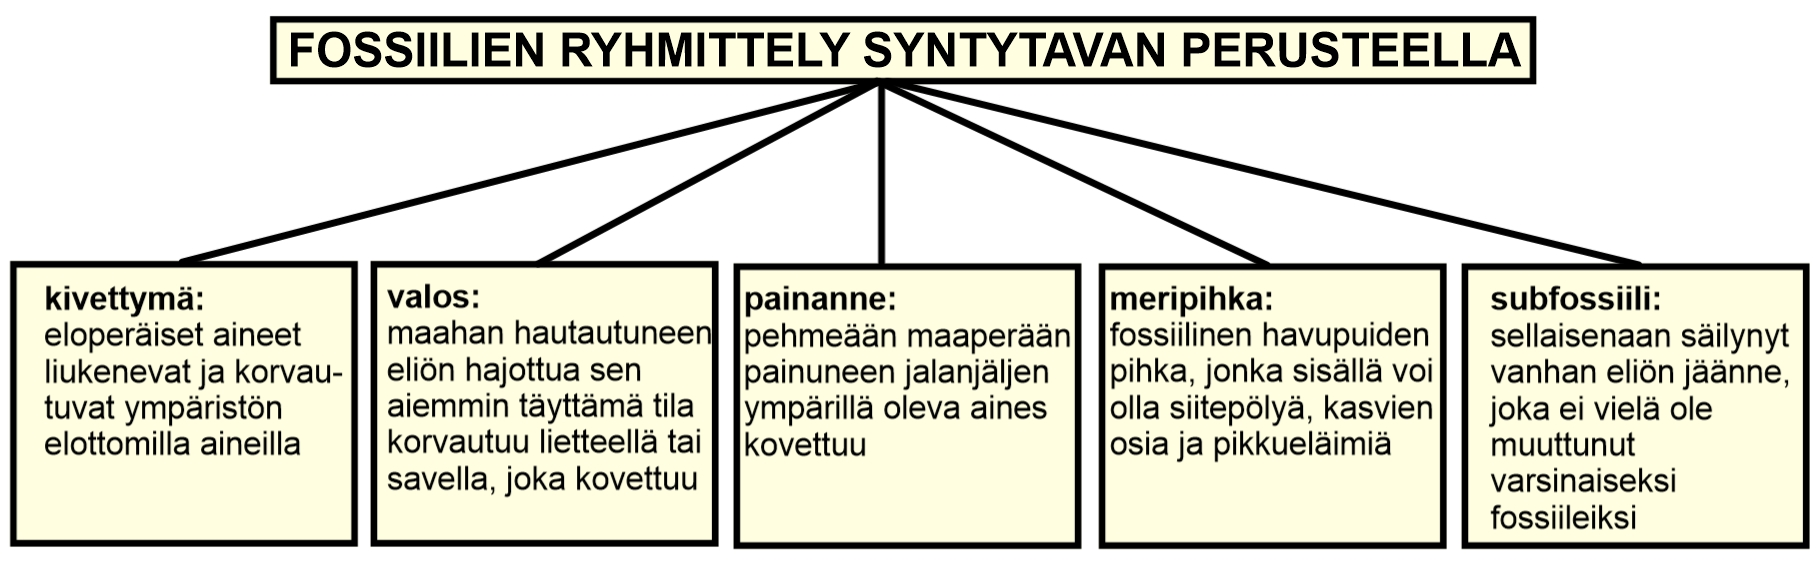 FOSSIILIEN RYHMITTELY SYNTYTAVAN PERUSTEELLA
kivettymä:
eloperäiset aineet
liukenevat ja korvau-
tuvat ympäristön
elottomilla aineilla
valos:
maahan hautautuneen
eliön hajottua sen
aiemmin täyttämä tila
korvautuu lietteellä tai
savella, joka kovettuu
painanne:
pehmeään maaperään
painuneen jalanjäljen
ympärillä oleva aines
kovettuu
meripihka:
fossiilinen havupuiden
pihka, jonka sisällä voi
olla siitepölyä, kasvien
osia ja pikkueläimiä
subfossiili:
sellaisenaan säilynyt
vanhan eliön jäänne,
joka ei vielä ole
muuttunut
varsinaiseksi
fossiileiksi